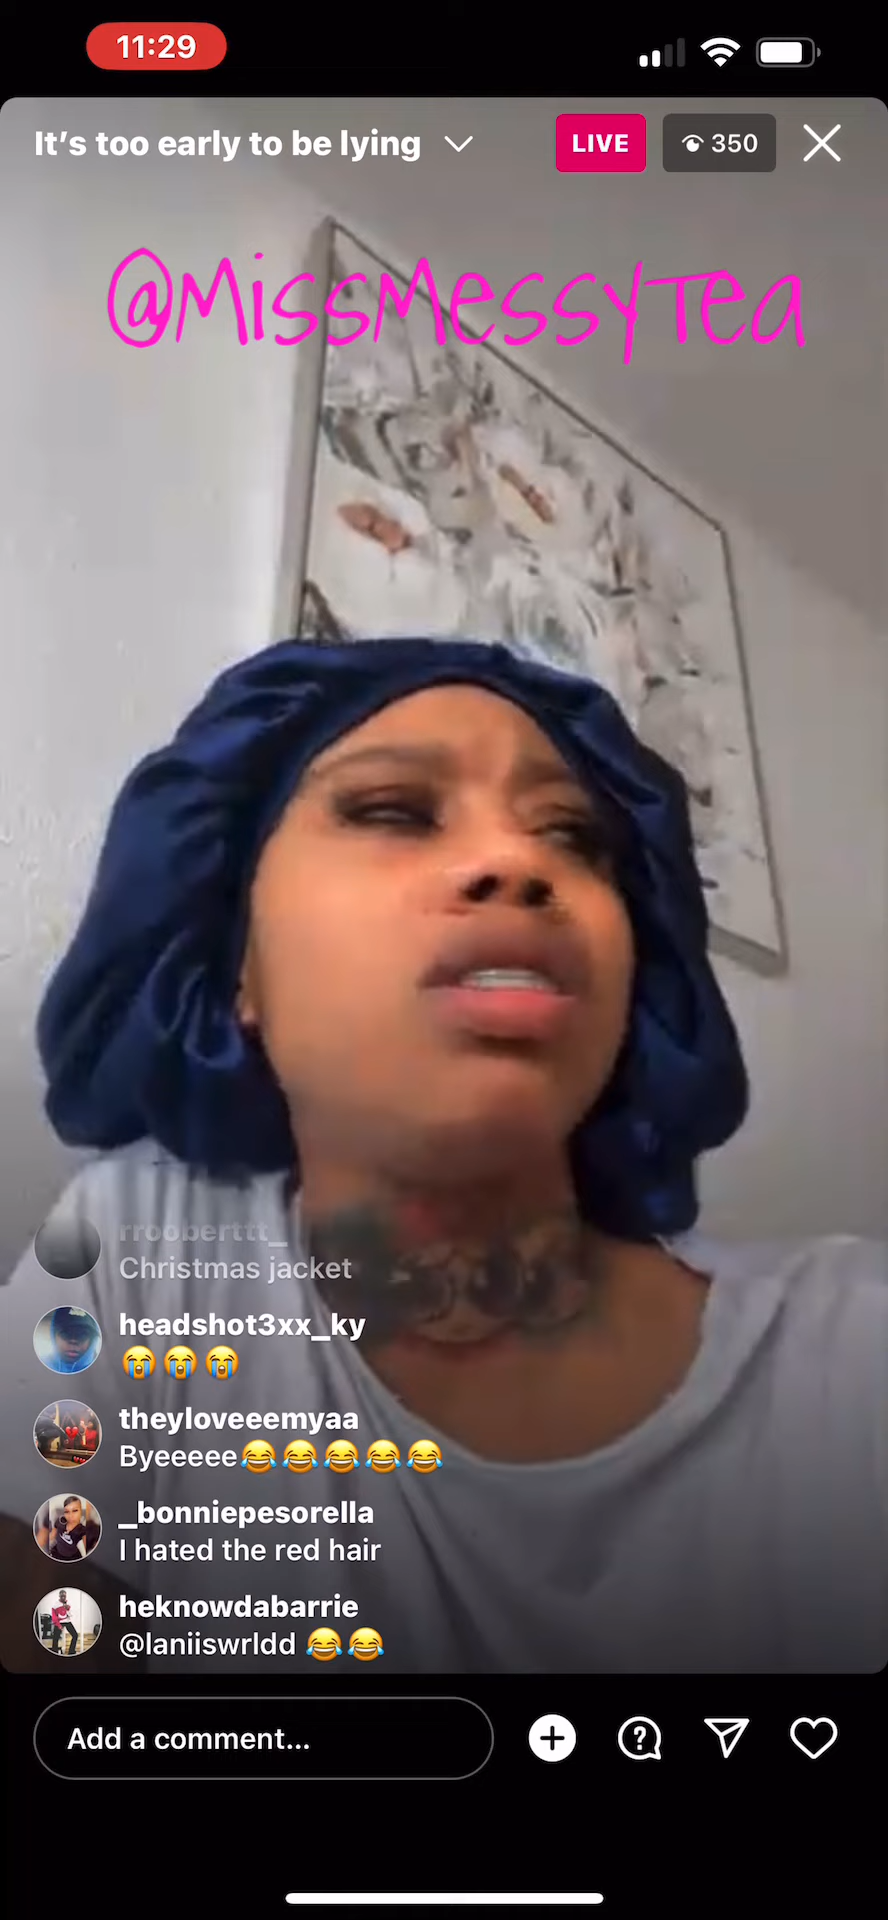 11:29
It's too early to be lying
LIVE
350
@MissMessyTea
rrooberttt_
Christmas jacket
headshot3xx_ky
😭😭😭
theyloveeemyaa
Byeeeee😂😂😂😂😂
_bonniepesorella
I hated the red hair
heknowdabarrie
@laniiswrldd 😂😂
Add a comment...